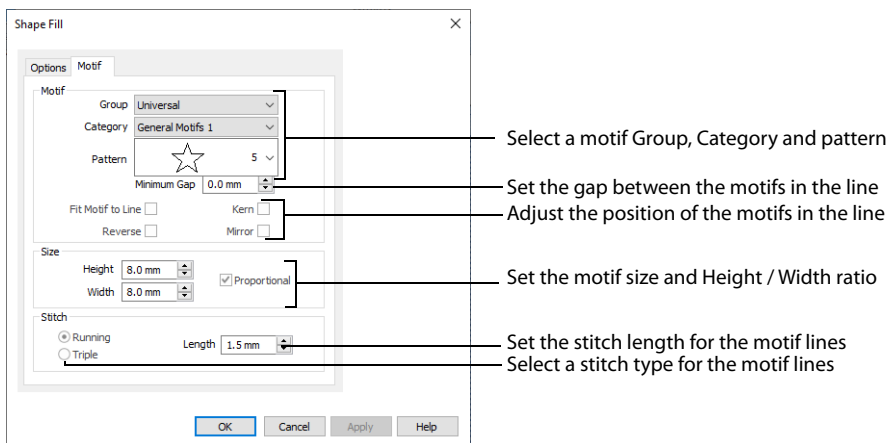 Shape Fill
Options Motif
Motif
Group Universal
Category General Motifs 1
Pattern 5
Minimum Gap 0.0 mm
Fit Motif to Line Kern
Reverse Mirror
Size
Height 8.0 mm
Width 8.0 mm
Proportional
Stitch
Running
Triple
Length 1.5 mm
OK Cancel Apply Help
Select a motif Group, Category and pattern
Set the gap between the motifs in the line
Adjust the position of the motifs in the line
Set the motif size and Height / Width ratio
Set the stitch length for the motif lines
Select a stitch type for the motif lines